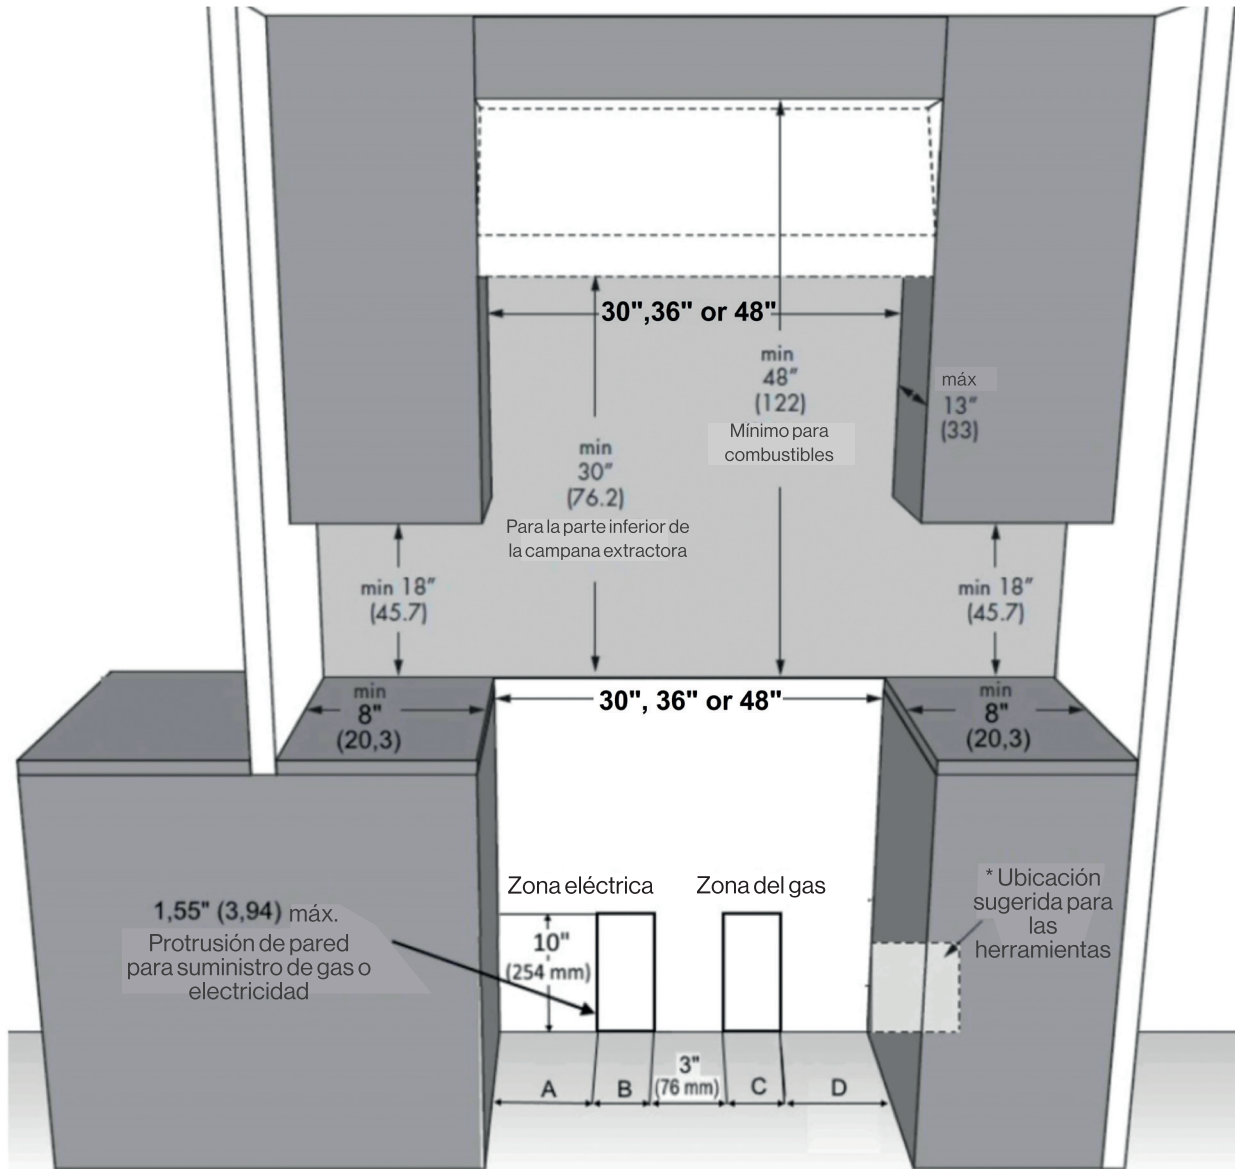 30",36" or 48"
min
48"
(122)
Mínimo para
combustibles
máx
13"
(33)
min
30"
(76.2)
Para la parte inferior de
la campana extractora
min 18"
(45.7)
min 18"
(45.7)
min
8"
(20,3)
30", 36" or 48"
min
8"
(20,3)
Zona eléctrica
Zona del gas
* Ubicación
sugerida para
las
herramientas
1,55" (3,94) máx.
Protrusión de pared
para suministro de gas o
electricidad
10"
(254 mm)
3"
(76 mm)
A
B
C
D